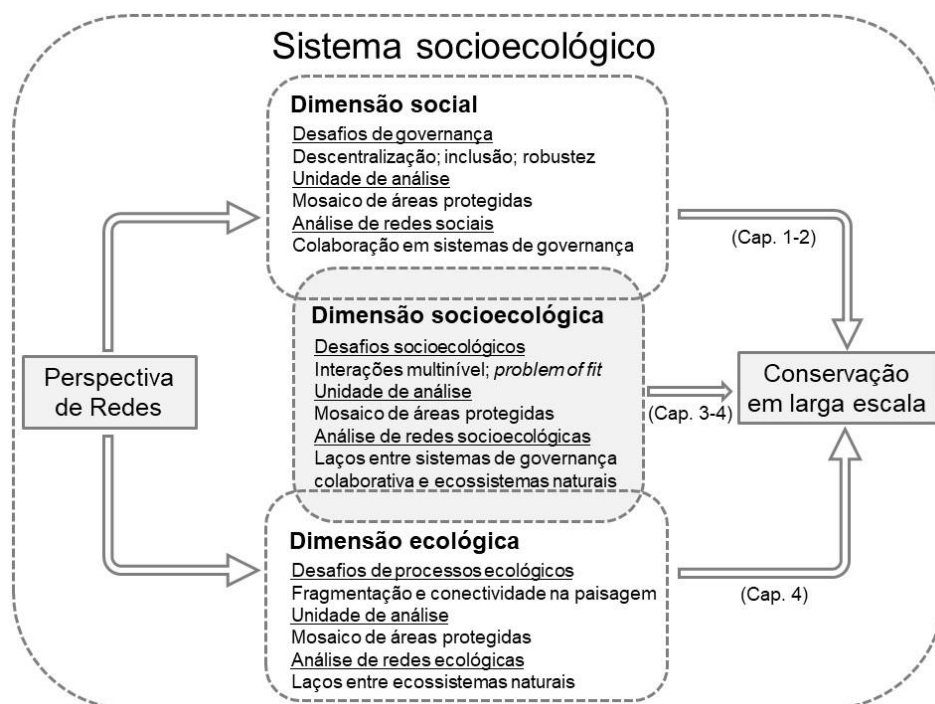 Sistema socioecológico
Dimensão social
Desafios de governança
Descentralização; inclusão; robustez
Unidade de análise
Mosaico de áreas protegidas
Análise de redes sociais
Colaboração em sistemas de governança
(Cap. 1-2)
Perspectiva
de Redes
Dimensão socioecológica
Desafios socioecológicos
Interações multinível; problem of fit
Unidade de análise
Mosaico de áreas protegidas
Análise de redes socioecológicas
Laços entre sistemas de governança
colaborativa e ecossistemas naturais
(Cap. 3-4)
Conservação
em larga escala
Dimensão ecológica
Desafios de processos ecológicos
Fragmentação e conectividade na paisagem
Unidade de análise
Mosaico de áreas protegidas
Análise de redes ecológicas
Laços entre ecossistemas naturais
(Cap. 4)